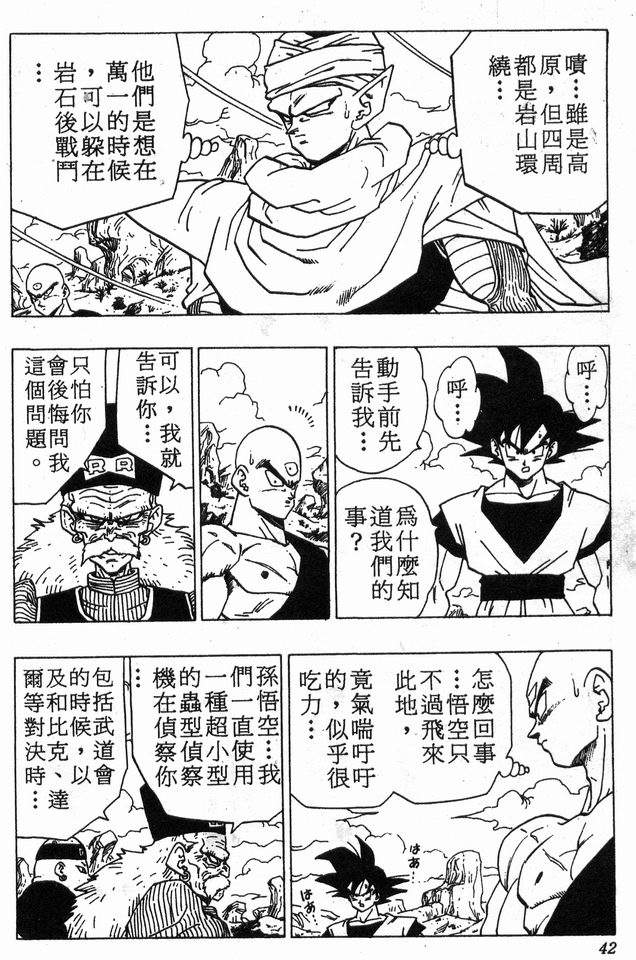 嘖…雖是高
原，但四周
都是岩山環
繞…
他們是想在
萬一的時候
，可以躲在
岩石後戰鬥
…
呼…
呼…
動手前先
告訴我…
為什麼知
道我們的
事？
可以，我就
告訴你…
只怕你
會後悔問我
這個問題。
RR
怎麼回事
…悟空只
不過飛來
此地，
竟氣喘吁吁
的，似乎很
吃力…
はあ…
はあ…
孫悟空…我
們一直使用
一種超小型
的蟲型偵察
機在偵察你
…
包括武道會
的時候，以
及和比克、達
爾等對決時
…
42